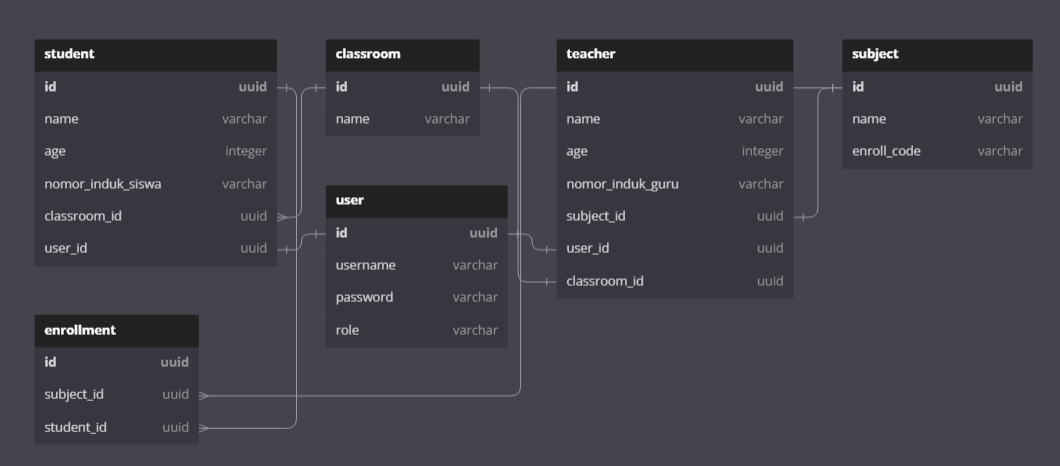 student
id uuid
name varchar
age integer
nomor_induk_siswa varchar
classroom_id uuid
user_id uuid
classroom
id uuid
name varchar
teacher
id uuid
name varchar
age integer
nomor_induk_guru varchar
subject_id uuid
user_id uuid
classroom_id uuid
subject
id uuid
name varchar
enroll_code varchar
user
id uuid
username varchar
password varchar
role varchar
enrollment
id uuid
subject_id uuid
student_id uuid